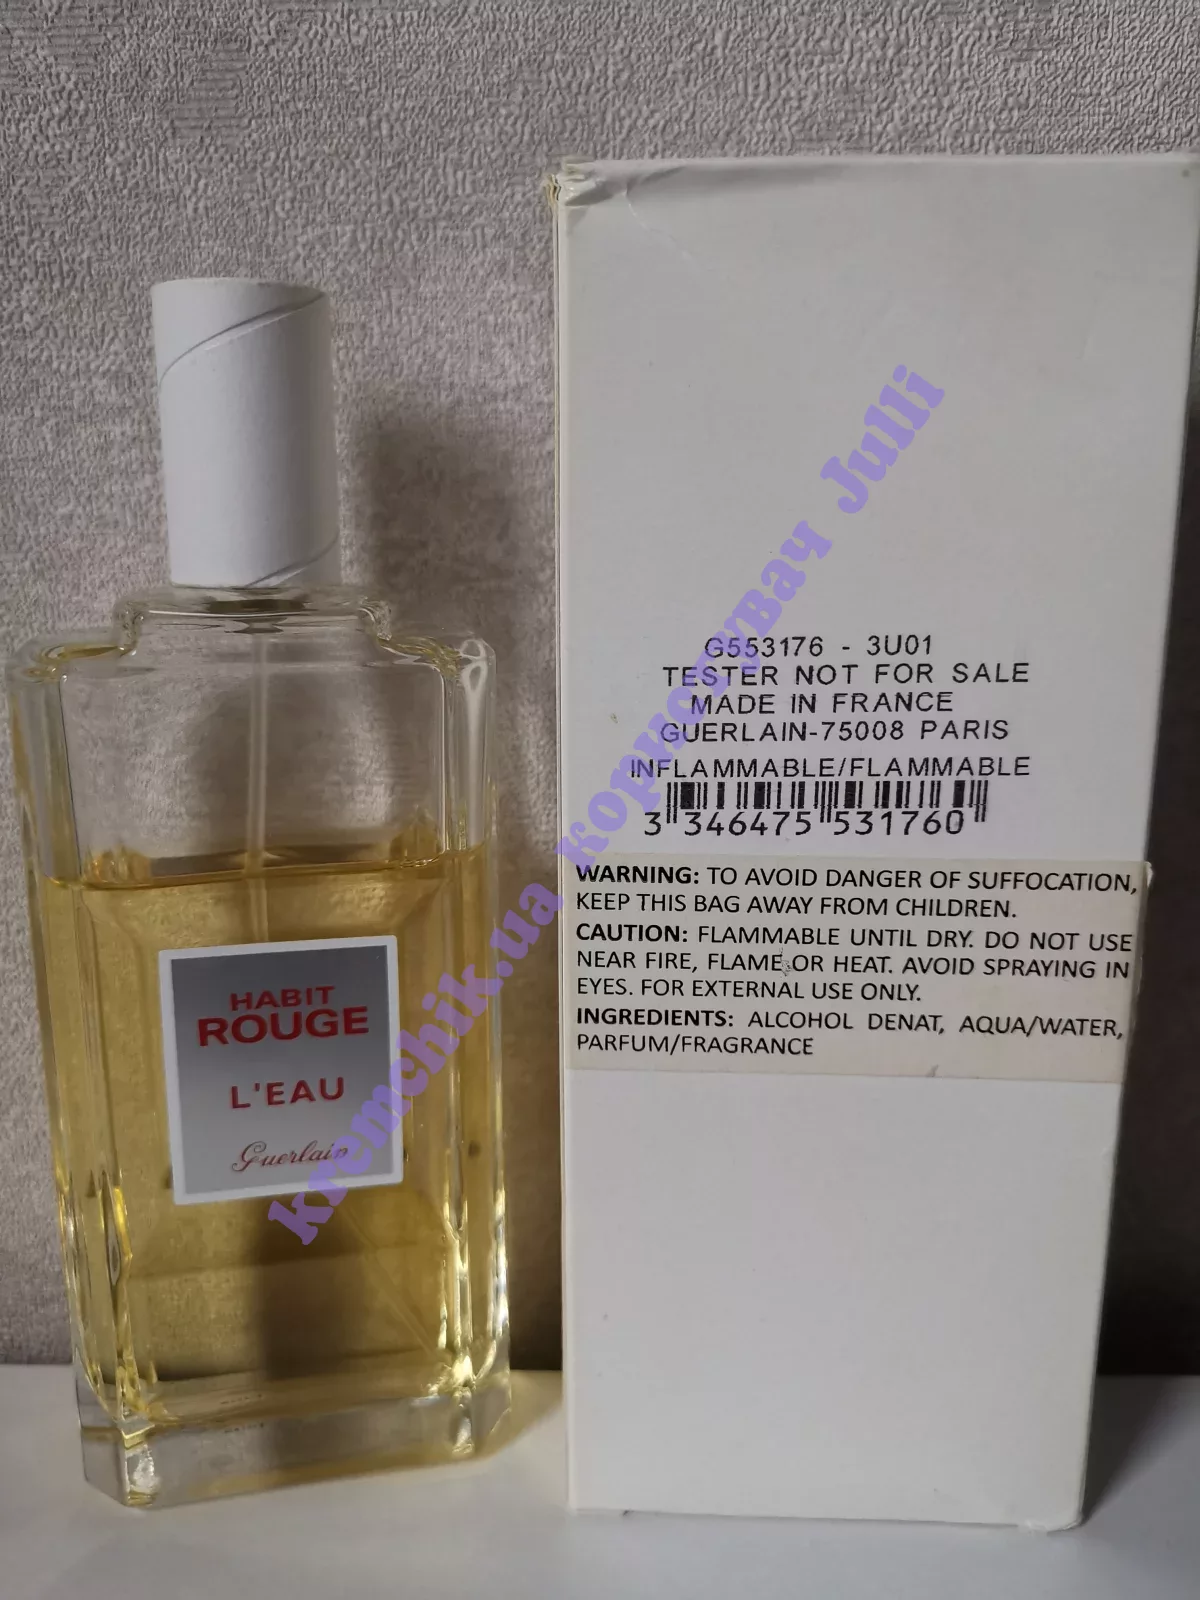 HABIT
ROUGE
L'EAU
Guerlain
G553176 - 3U01
TESTER NOT FOR SALE
MADE IN FRANCE
GUERLAIN-75008 PARIS
INFLAMMABLE/FLAMMABLE
3 346475 531760
WARNING: TO AVOID DANGER OF SUFFOCATION,
KEEP THIS BAG AWAY FROM CHILDREN.
CAUTION: FLAMMABLE UNTIL DRY. DO NOT USE
NEAR FIRE, FLAME OR HEAT. AVOID SPRAYING IN
EYES. FOR EXTERNAL USE ONLY.
INGREDIENTS: ALCOHOL DENAT, AQUA/WATER,
PARFUM/FRAGRANCE
kremchik.ua користувач Julli